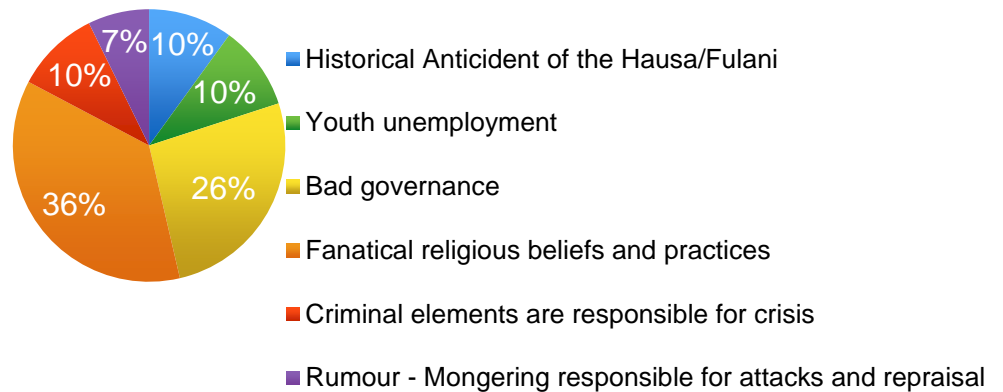 7%
10%
10%
10%
26%
36%
Historical Anticident of the Hausa/Fulani
Youth unemployment
Bad governance
Fanatical religious beliefs and practices
Criminal elements are responsible for crisis
Rumour - Mongering responsible for attacks and repraisal